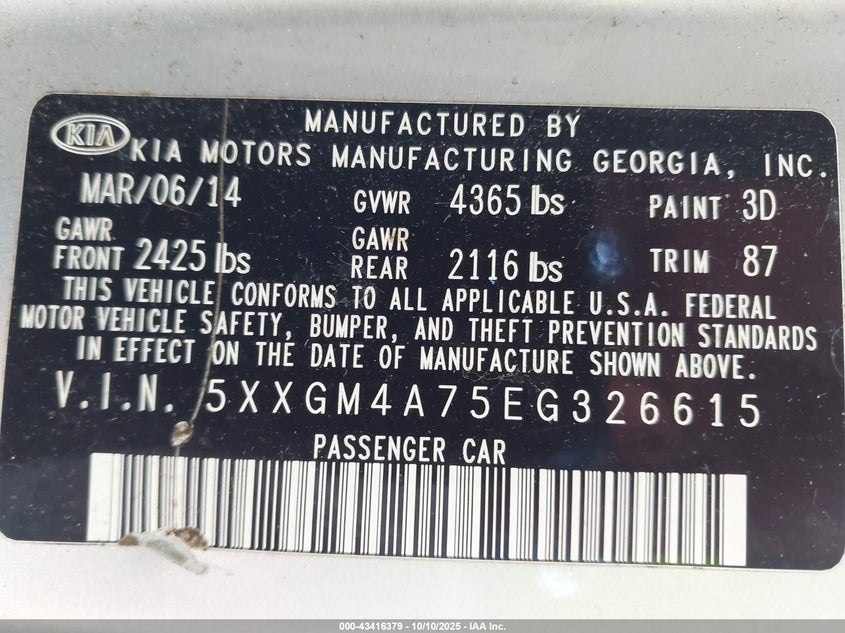 MANUFACTURED BY
KIA KIA MOTORS MANUFACTURING GEORGIA, INC.
MAR/06/14 GVWR 4365 lbs PAINT 3D
GAWR FRONT 2425 lbs GAWR REAR 2116 lbs TRIM 87
THIS VEHICLE CONFORMS TO ALL APPLICABLE U.S.A. FEDERAL
MOTOR VEHICLE SAFETY, BUMPER, AND THEFT PREVENTION STANDARDS
IN EFFECT ON THE DATE OF MANUFACTURE SHOWN ABOVE.
V.I.N. 5XXGM4A75EG326615
PASSENGER CAR
000-43416379 - 10/10/2025 - IAA Inc.